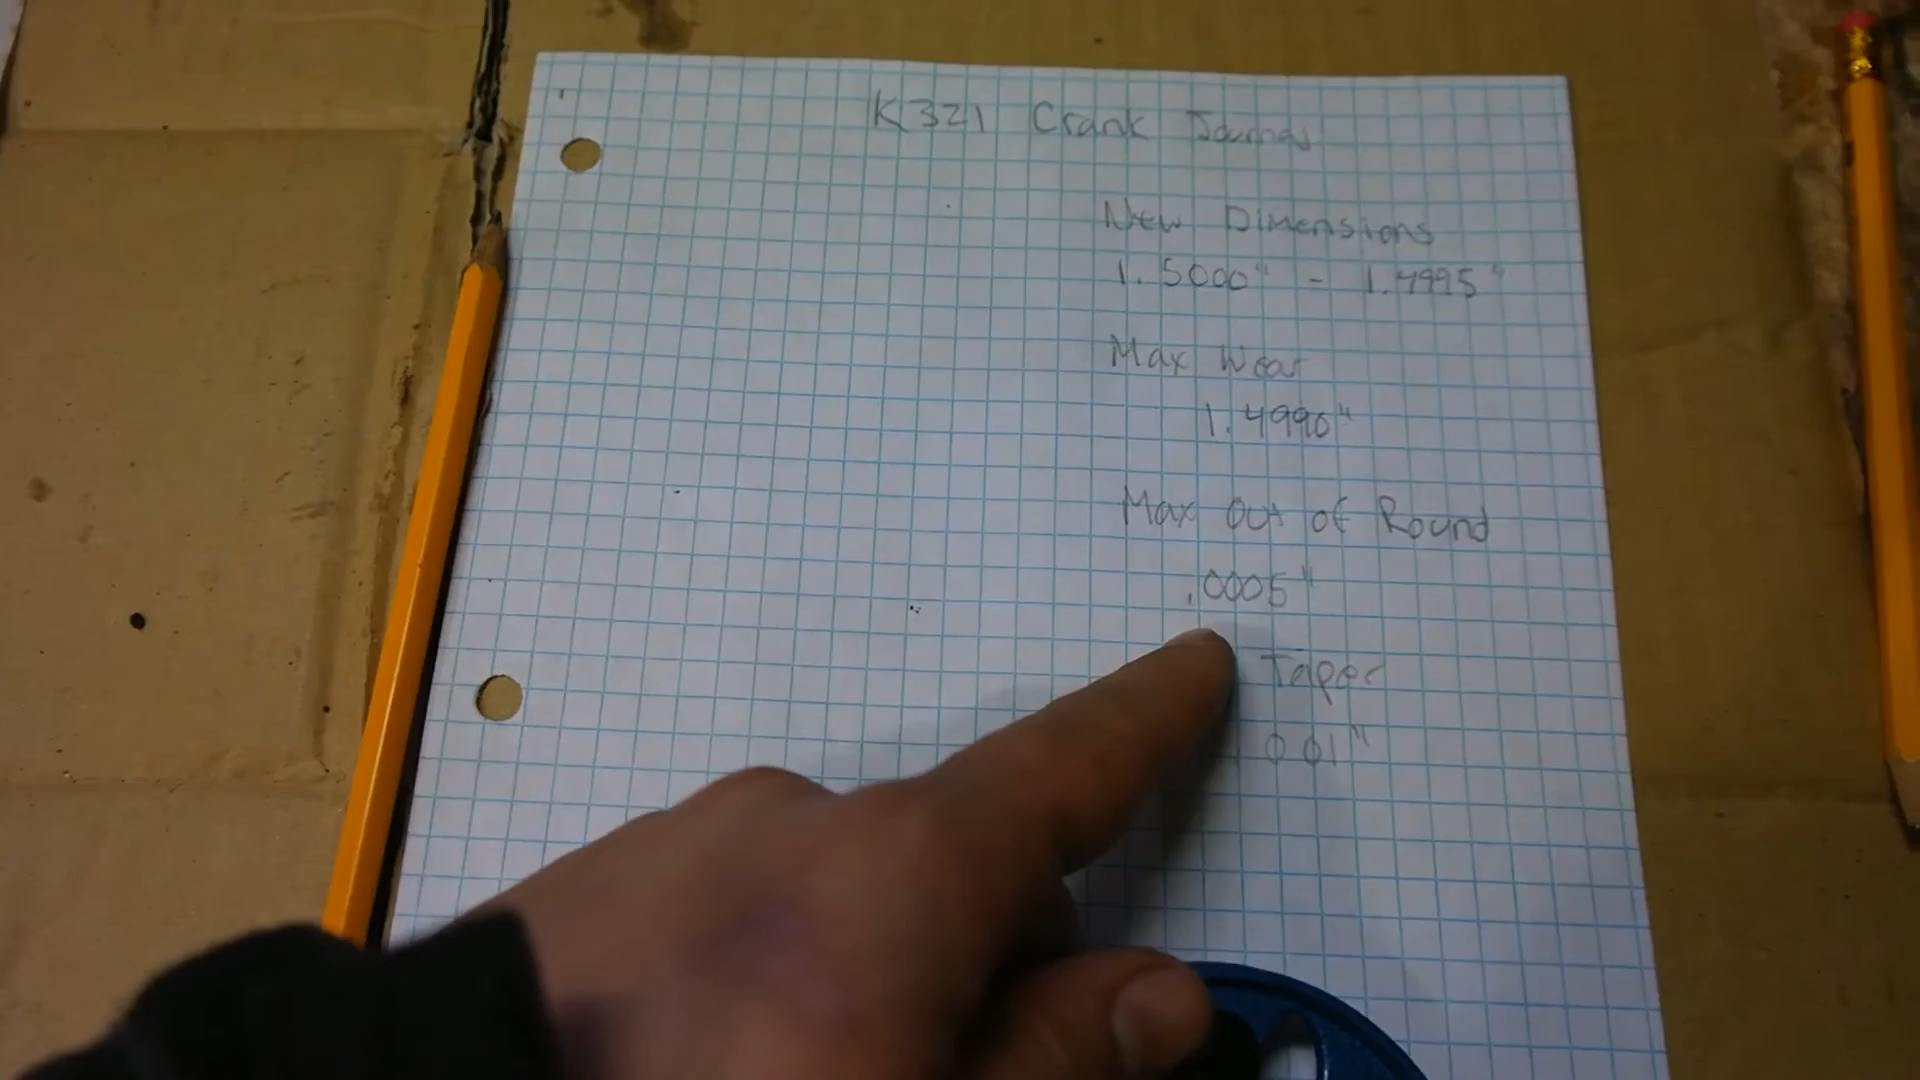 K321 Crank Journal
New Dimensions
1.5000" - 1.4995"
Max Wear
1.4990"
Max Out of Round
.0005"
Taper
001"